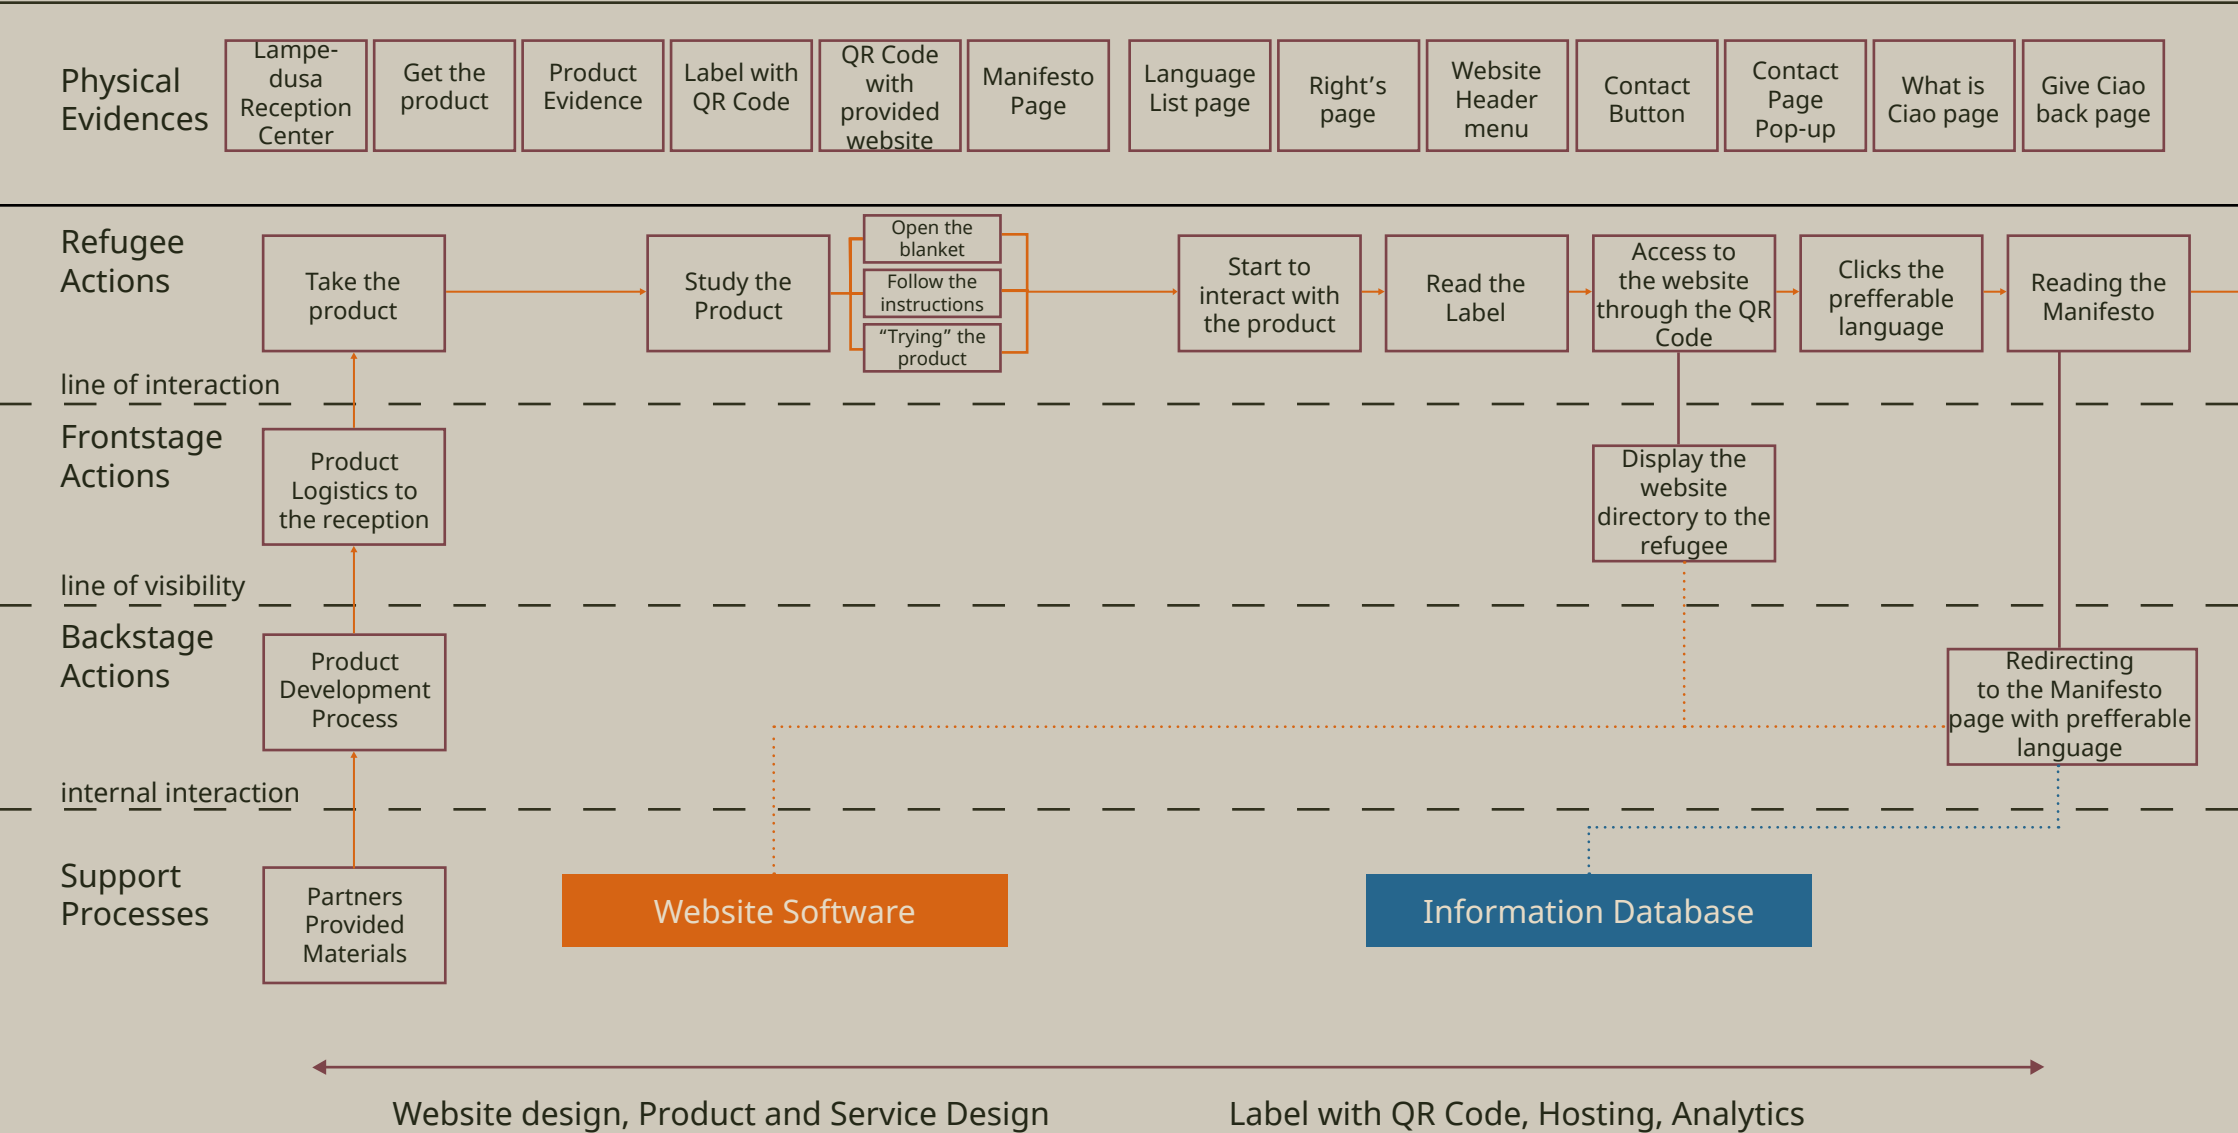 Physical
Evidences
Lampe-
dusa
Reception
Center
Get the
product
Product
Evidence
Label with
QR Code
QR Code
with
provided
website
Manifesto
Page
Language
List page
Right’s
page
Website
Header
menu
Contact
Button
Contact
Page
Pop-up
What is
Ciao page
Give Ciao
back page
Refugee
Actions
Take the
product
Study the
Product
Open the
blanket
Follow the
instructions
“Trying” the
product
Start to
interact with
the product
Read the
Label
Access to
the website
through the QR
Code
Clicks the
prefferable
language
Reading the
Manifesto
line of interaction
Frontstage
Actions
Product
Logistics to
the reception
Display the
website
directory to the
refugee
line of visibility
Backstage
Actions
Product
Development
Process
Redirecting
to the Manifesto
page with prefferable
language
internal interaction
Support
Processes
Partners
Provided
Materials
Website Software
Information Database
Website design, Product and Service Design
Label with QR Code, Hosting, Analytics